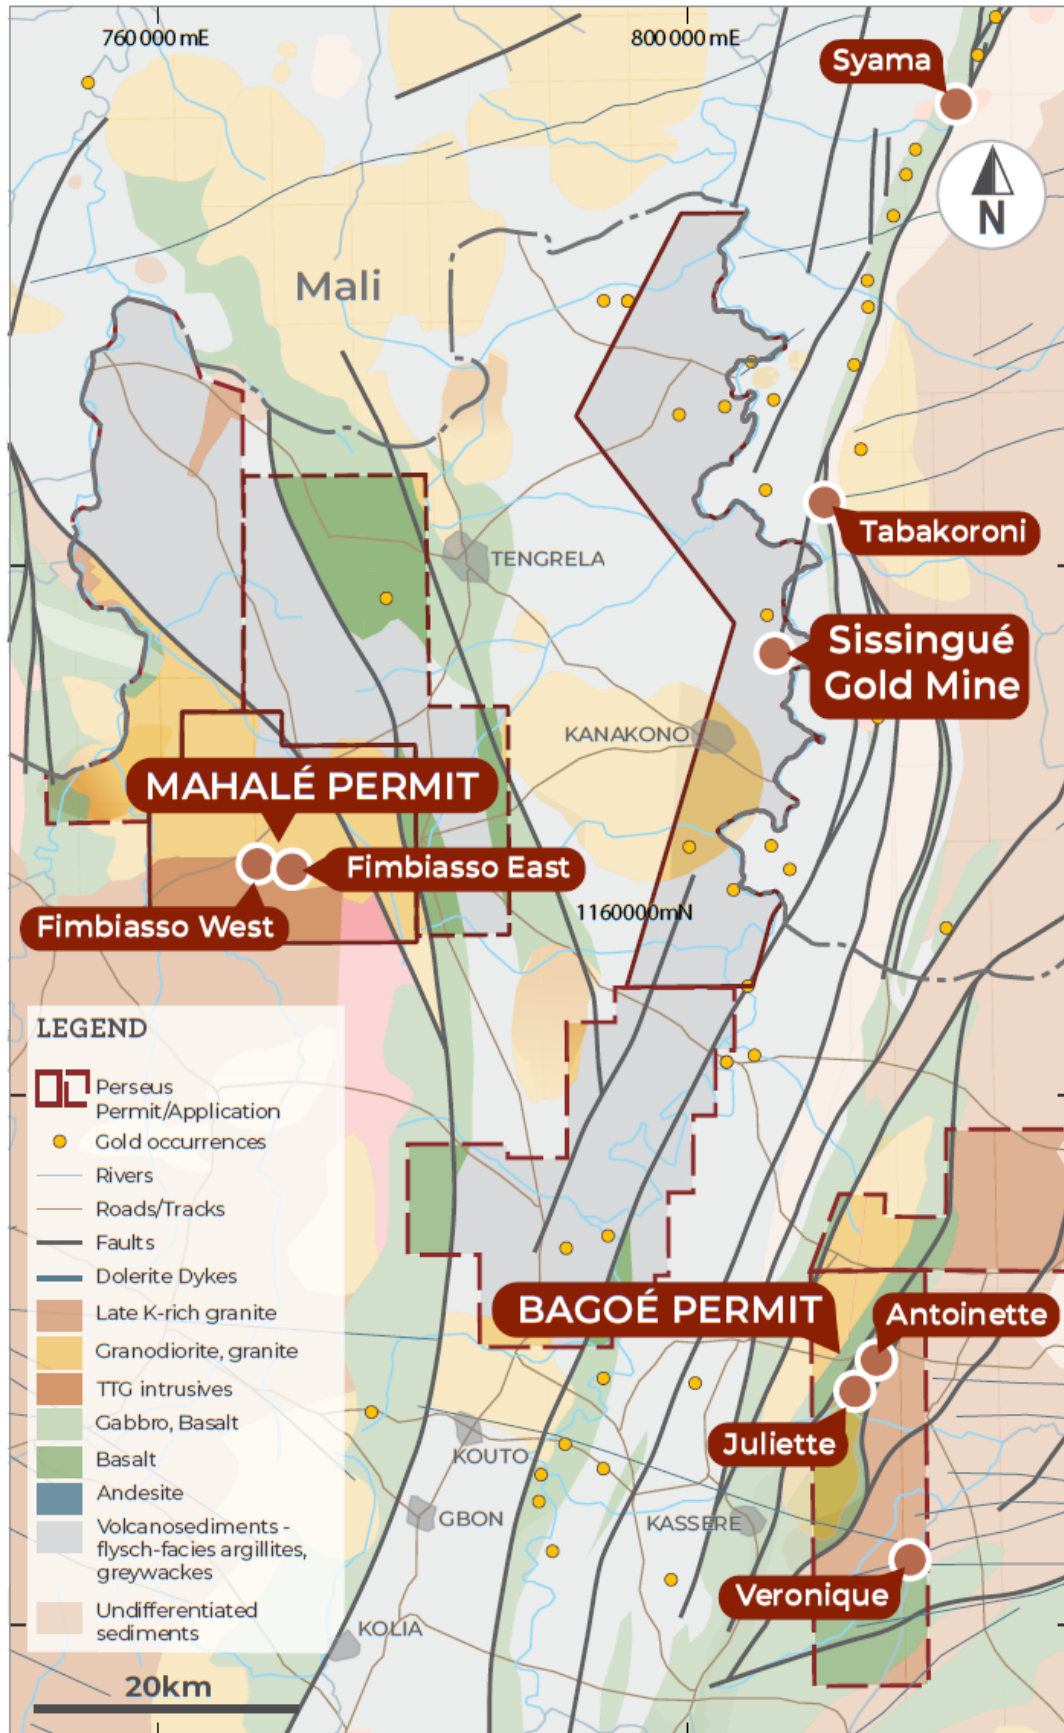 760 000 mE
800 000 mE
Syama
N
Mali
Tabakoroni
TENGRELA
Sissingué
Gold Mine
KANAKONO
MAHALÉ PERMIT
Fimbiasso East
Fimbiasso West
1160000mN
LEGEND
Perseus
Permit/Application
Gold occurrences
Rivers
Roads/Tracks
Faults
Dolerite Dykes
Late K-rich granite
Granodiorite, granite
TTG intrusives
Gabbro, Basalt
Basalt
Andesite
Volcanosediments -
flysch-facies argillites,
greywackes
Undifferentiated
sediments
20km
BAGOÉ PERMIT
Antoinette
Juliette
KOUTO
GBON
KASSERE
Veronique
KOLIA